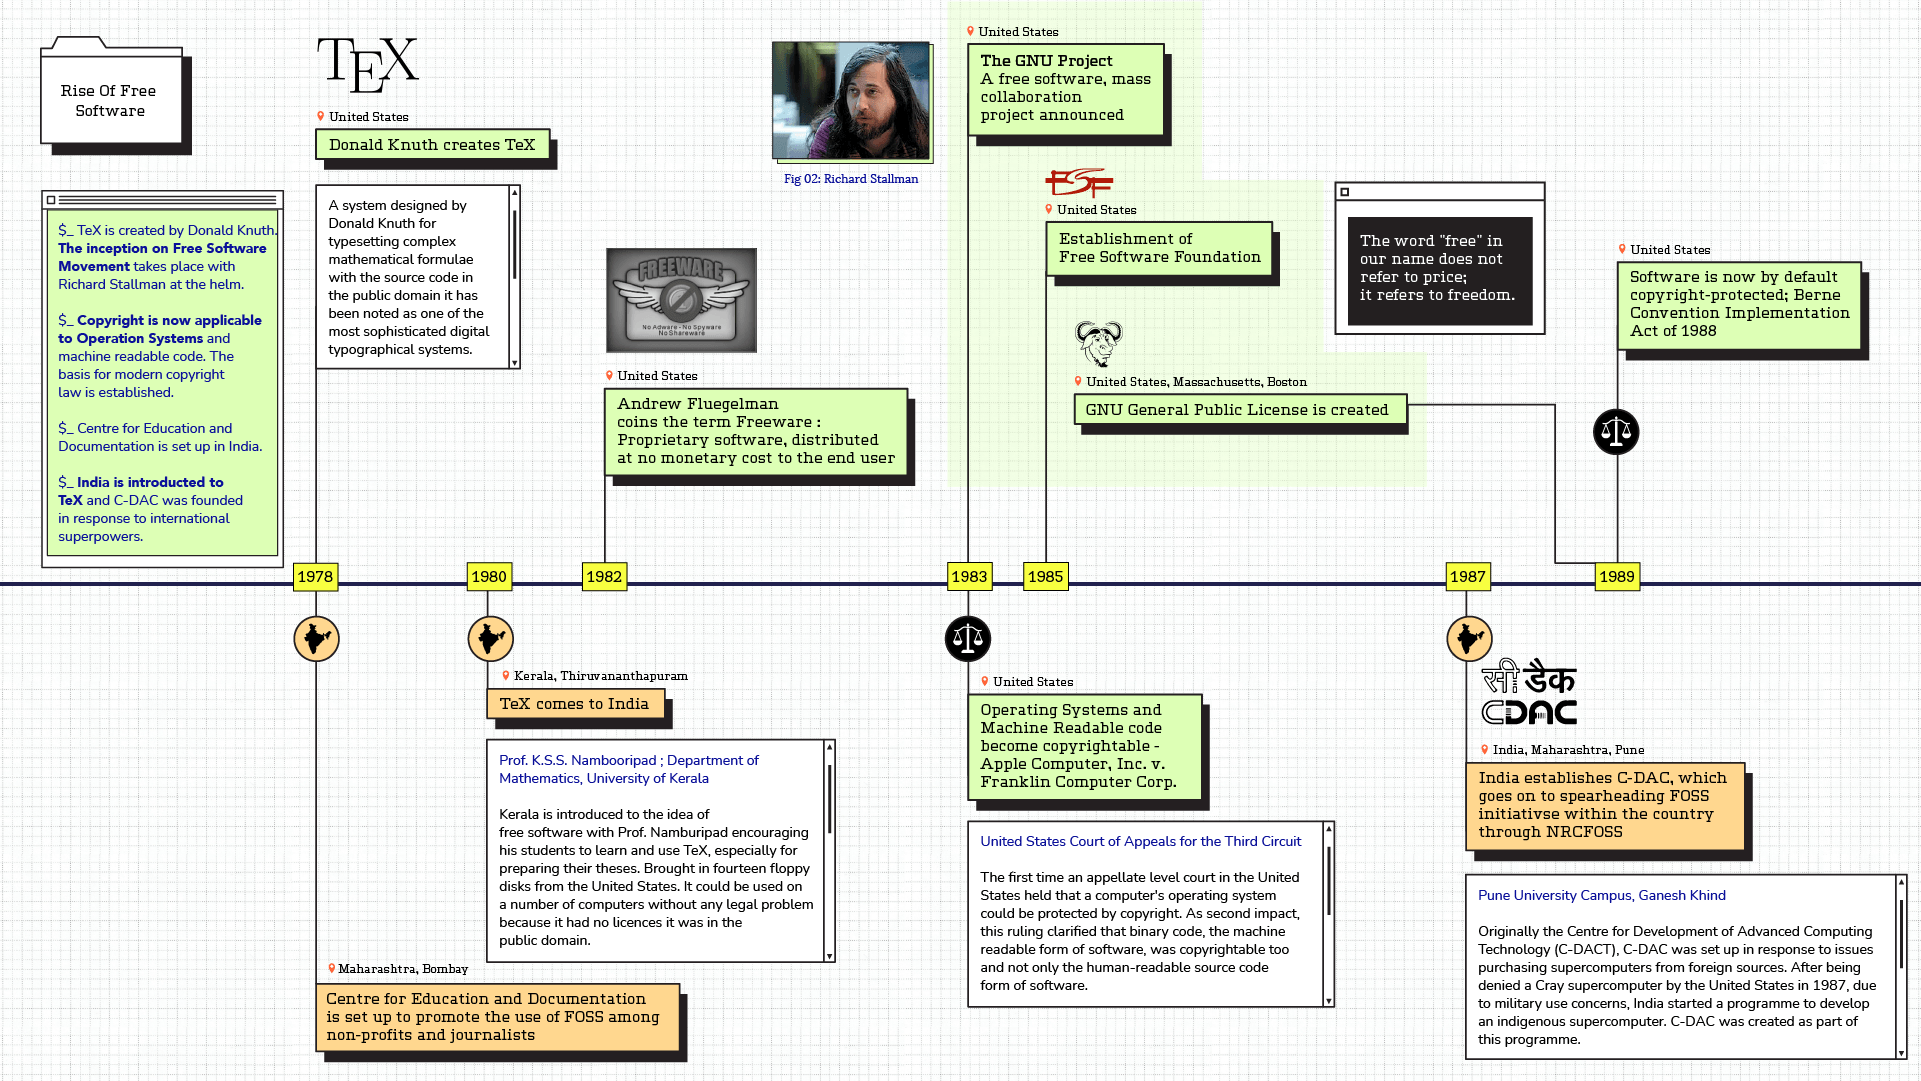 Rise Of Free
Software
$_ TeX is created by Donald Knuth.
The inception on Free Software
Movement takes place with
Richard Stallman at the helm.
$_ Copyright is now applicable
to Operation Systems and
machine readable code. The
basis for modern copyright
law is established.
$_ Centre for Education and
Documentation is set up in India.
$_ India is introducted to
TeX and C-DAC was founded
in response to international
superpowers.
TEX
United States
Donald Knuth creates TeX
A system designed by
Donald Knuth for
typesetting complex
mathematical formulae
with the source code in
the public domain it has
been noted as one of the
most sophisticated digital
typographical systems.
FREEWARE
No Adware - No Spyware
No Shareware
United States
Andrew Fluegelman
coins the term Freeware :
Proprietary software, distributed
at no monetary cost to the end user
Fig 02: Richard Stallman
United States
The GNU Project
A free software, mass
collaboration
project announced
FSF
United States
Establishment of
Free Software Foundation
United States, Massachusetts, Boston
GNU General Public License is created
The word "free" in
our name does not
refer to price;
it refers to freedom.
United States
Software is now by default
copyright-protected; Berne
Convention Implementation
Act of 1988
1978
1980
1982
1983
1985
1987
1989
Maharashtra, Bombay
Centre for Education and Documentation
is set up to promote the use of FOSS among
non-profits and journalists
Kerala, Thiruvananthapuram
TeX comes to India
Prof. K.S.S. Nambooripad ; Department of
Mathematics, University of Kerala
Kerala is introduced to the idea of
free software with Prof. Namburipad encouraging
his students to learn and use TeX, especially for
preparing their theses. Brought in fourteen floppy
disks from the United States. It could be used on
a number of computers without any legal problem
because it had no licences it was in the
public domain.
United States
Operating Systems and
Machine Readable code
become copyrightable -
Apple Computer, Inc. v.
Franklin Computer Corp.
United States Court of Appeals for the Third Circuit
The first time an appellate level court in the United
States held that a computer's operating system
could be protected by copyright. As second impact,
this ruling clarified that binary code, the machine
readable form of software, was copyrightable too
and not only the human-readable source code
form of software.
सी डैक
CDAC
India, Maharashtra, Pune
India establishes C-DAC, which
goes on to spearheading FOSS
initiativse within the country
through NRCFOSS
Pune University Campus, Ganesh Khind
Originally the Centre for Development of Advanced Computing
Technology (C-DACT), C-DAC was set up in response to issues
purchasing supercomputers from foreign sources. After being
denied a Cray supercomputer by the United States in 1987, due
to military use concerns, India started a programme to develop
an indigenous supercomputer. C-DAC was created as part of
this programme.